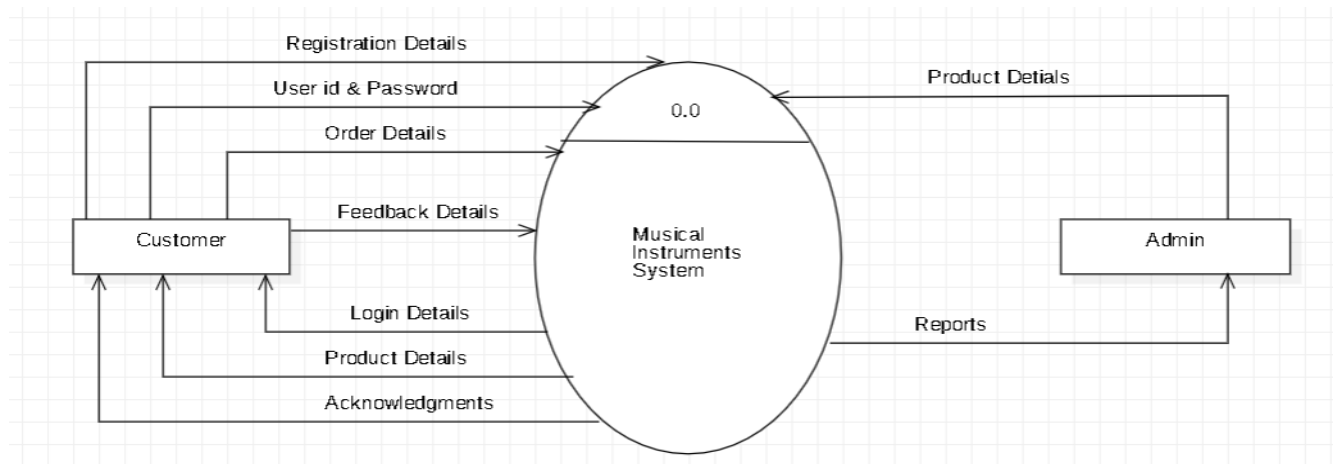 Registration Details
User id & Password
Order Details
Feedback Details
Customer
Login Details
Product Details
Acknowledgments
0.0
Musical
Instruments
System
Product Detials
Admin
Reports